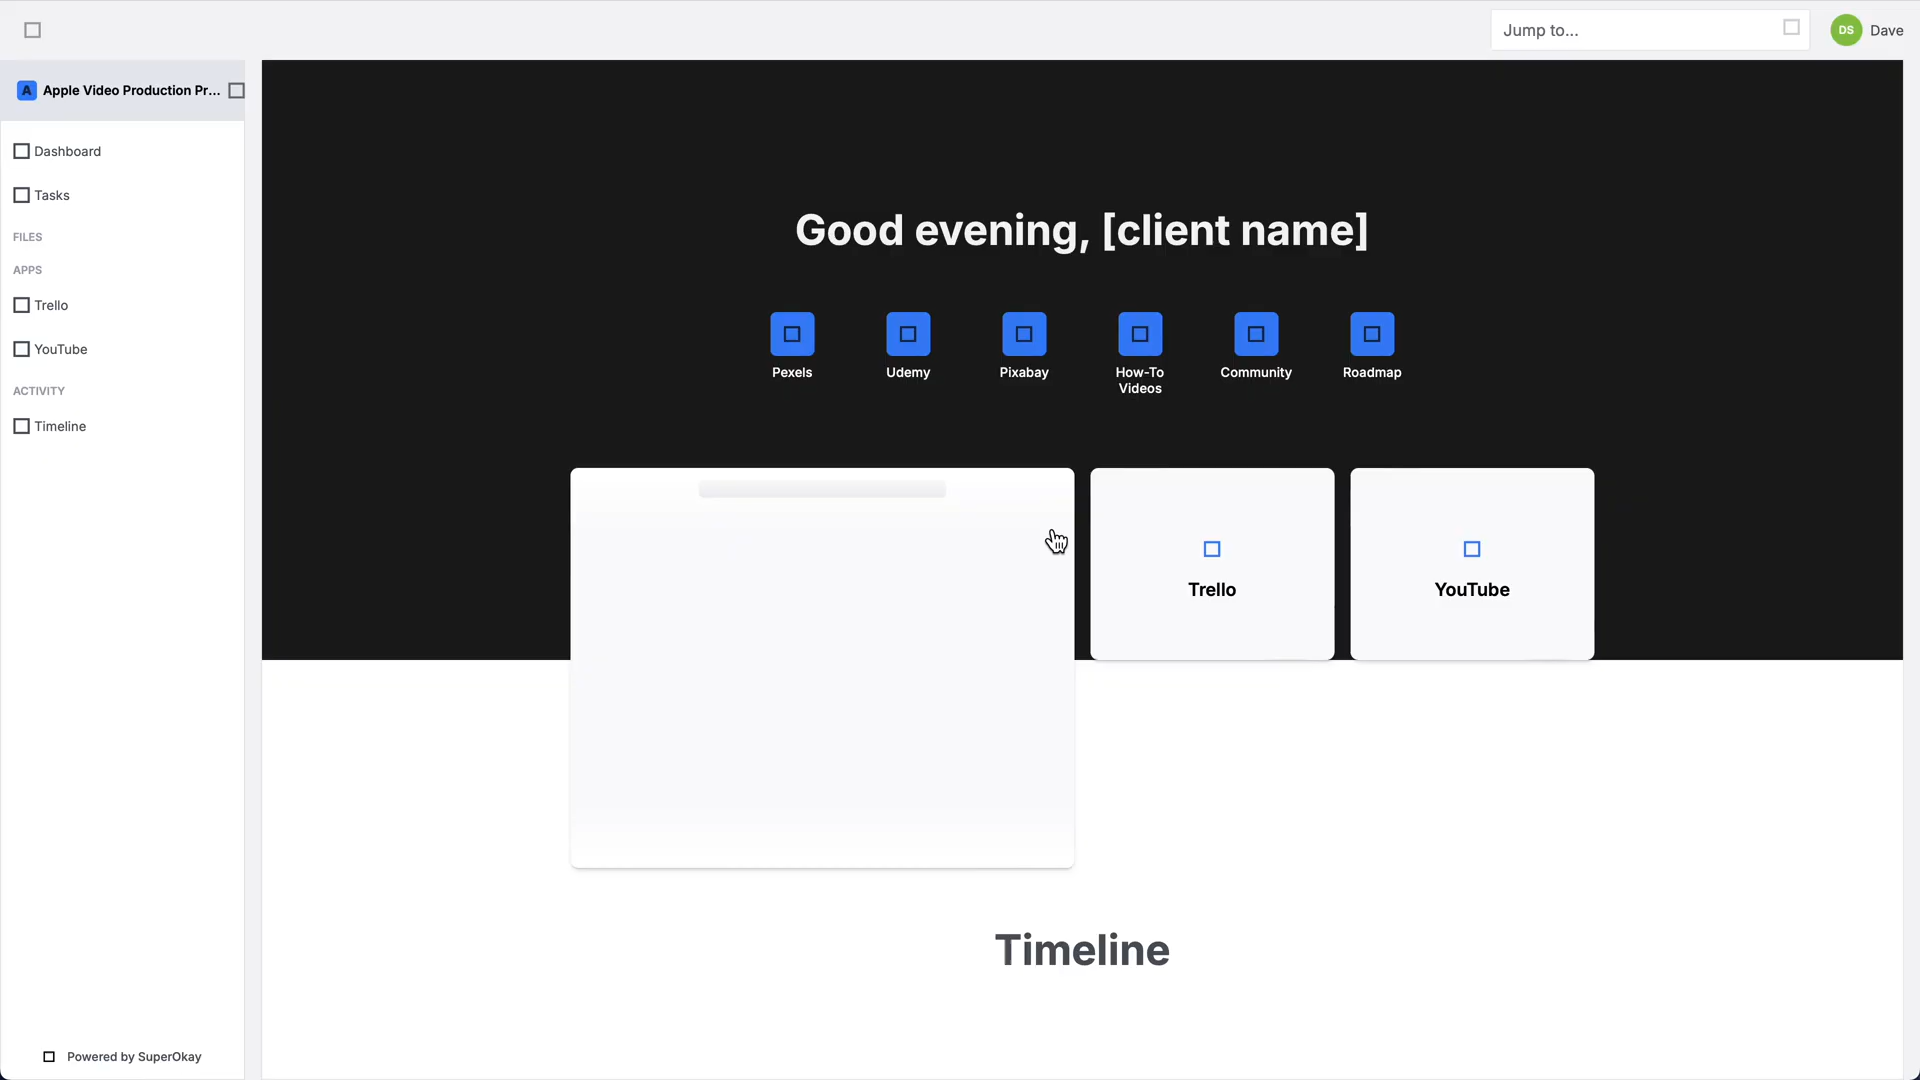 Jump to...
DS
Dave
A
Apple Video Production Pr...
Dashboard
Tasks
FILES
APPS
Trello
YouTube
ACTIVITY
Timeline
Powered by SuperOkay
Good evening, [client name]
Pexels
Udemy
Pixabay
How-To
Videos
Community
Roadmap
Trello
YouTube
Timeline